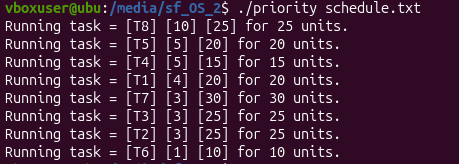 vboxuser@ubu:/media/sf_OS_2$ ./priority schedule.txt
Running task = [T8] [10] [25] for 25 units.
Running task = [T5] [5] [20] for 20 units.
Running task = [T4] [5] [15] for 15 units.
Running task = [T1] [4] [20] for 20 units.
Running task = [T7] [3] [30] for 30 units.
Running task = [T3] [3] [25] for 25 units.
Running task = [T2] [3] [25] for 25 units.
Running task = [T6] [1] [10] for 10 units.